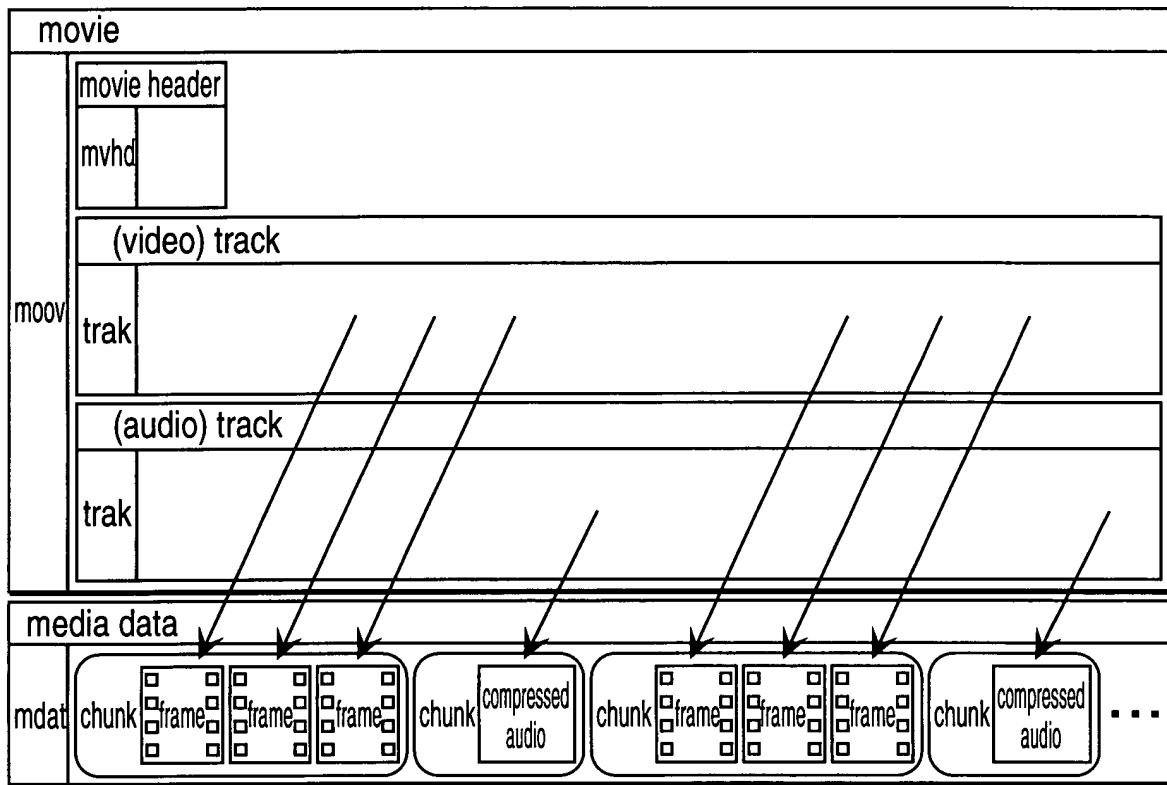 movie
movie header
mvhd
(video) track
moov
trak
(audio) track
trak
media data
mdat
chunk frame frame frame
chunk compressed audio
chunk frame frame frame
chunk compressed audio
...